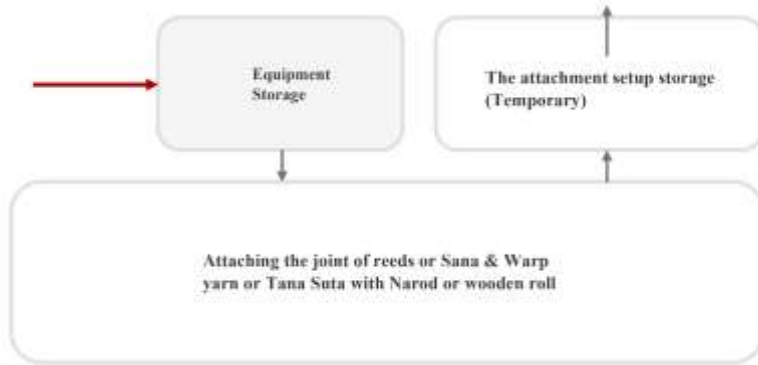 Equipment
Storage
The attachment setup storage
(Temporary)
Attaching the joint of reeds or Sana & Warp
yarn or Tana Suta with Narod or wooden roll